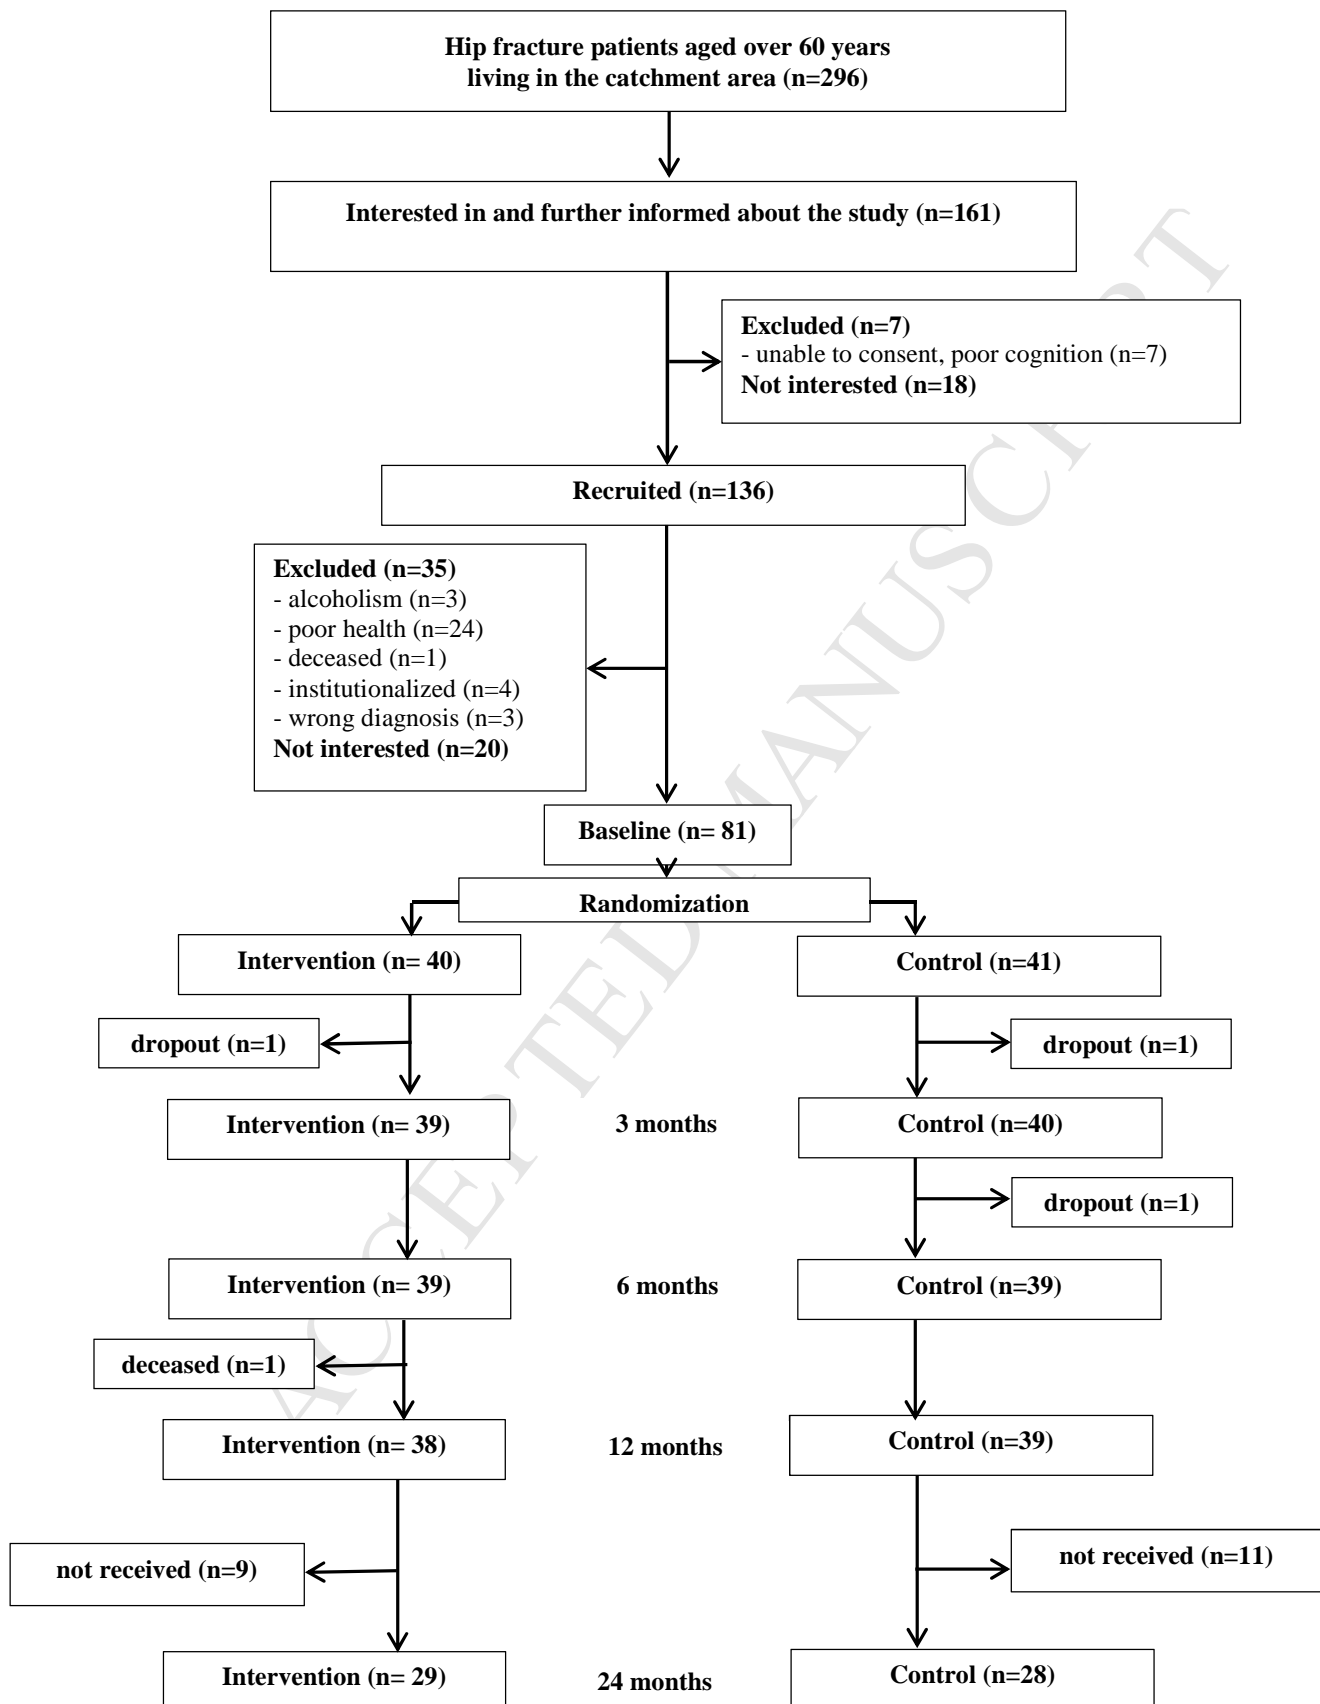 Hip fracture patients aged over 60 years
living in the catchment area (n=296)
Interested in and further informed about the study (n=161)
Excluded (n=7)
- unable to consent, poor cognition (n=7)
Not interested (n=18)
Recruited (n=136)
Excluded (n=35)
- alcoholism (n=3)
- poor health (n=24)
- deceased (n=1)
- institutionalized (n=4)
- wrong diagnosis (n=3)
Not interested (n=20)
Baseline (n= 81)
Randomization
Intervention (n= 40)
Control (n=41)
dropout (n=1)
dropout (n=1)
Intervention (n= 39)
3 months
Control (n=40)
dropout (n=1)
Intervention (n= 39)
6 months
Control (n=39)
deceased (n=1)
Intervention (n= 38)
12 months
Control (n=39)
not received (n=9)
not received (n=11)
Intervention (n= 29)
24 months
Control (n=28)
ACCEPTED MANUSCRIPT